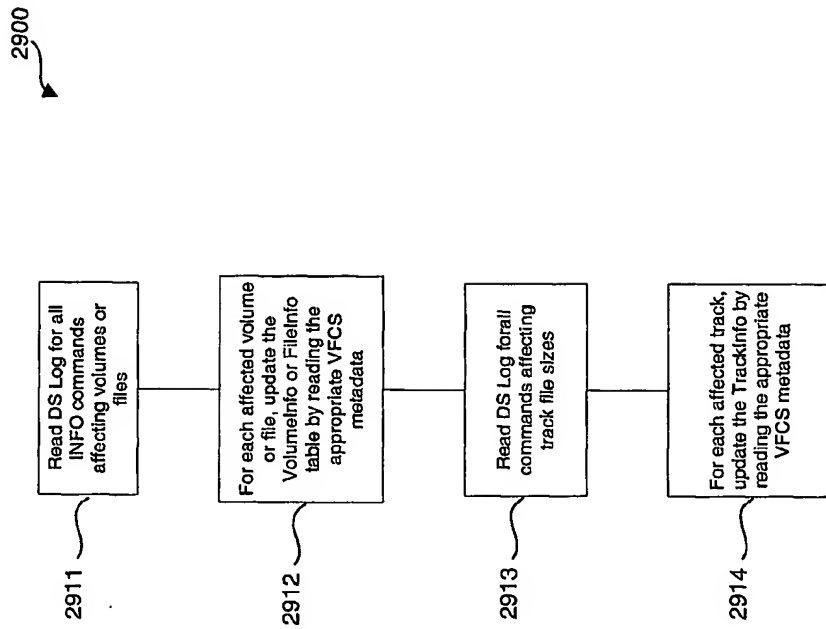 2900
2911
Read DS Log for all
INFO commands
affecting volumes or
files
2912
For each affected volume
or file, update the
VolumeInfo or FileInfo
table by reading the
appropriate VFCS
metadata
2913
Read DS Log forall
commands affecting
track file sizes
2914
For each affected track,
update the TrackInfo by
reading the appropriate
VFCS metadata